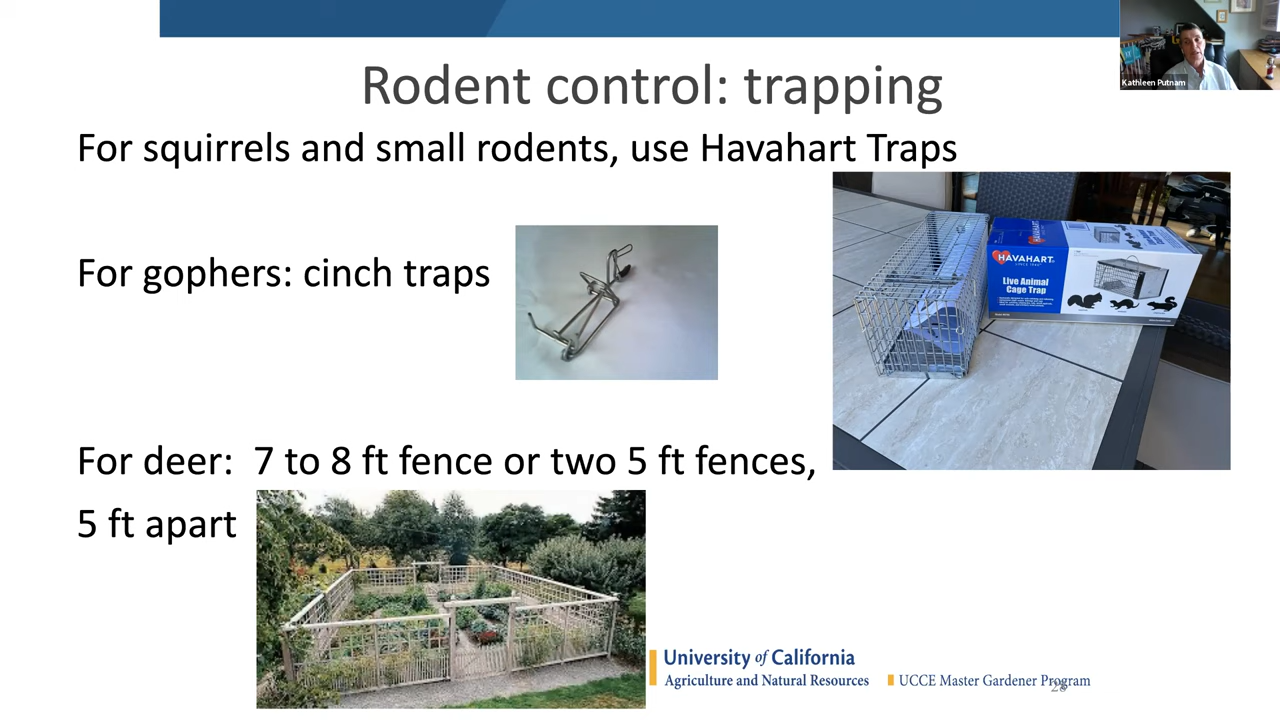 Kathleen Putnam
Rodent control: trapping
For squirrels and small rodents, use Havahart Traps
For gophers: cinch traps
HAVAHART
HAVAHART
Live Animal
Cage Trap
For deer: 7 to 8 ft fence or two 5 ft fences,
5 ft apart
University of California
Agriculture and Natural Resources
UCCE Master Gardener Program